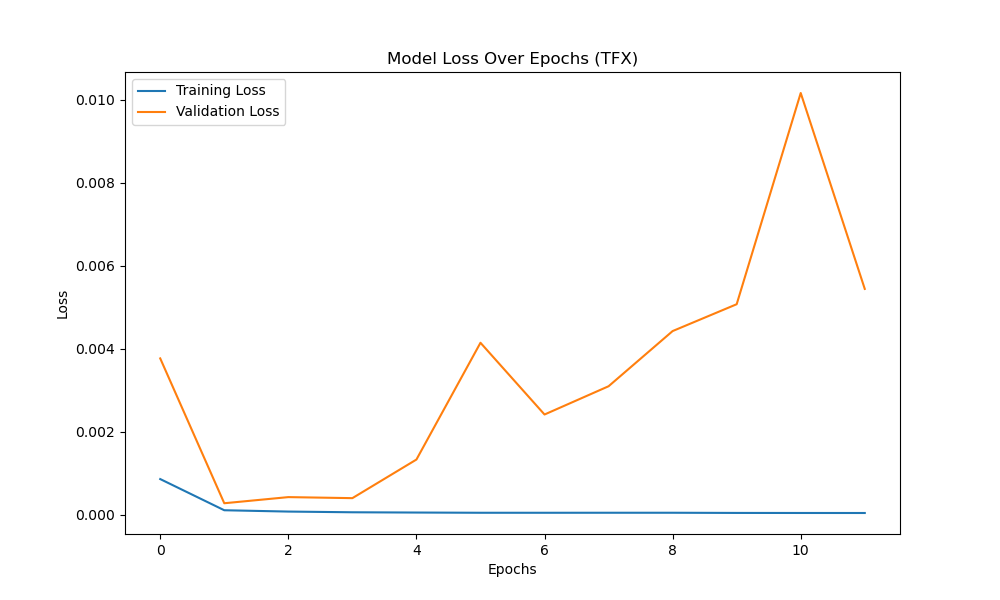 Model Loss Over Epochs (TFX)
Training Loss
Validation Loss
0.010
0.008
0.006
0.004
0.002
0.000
Loss
0 2 4 6 8 10
Epochs